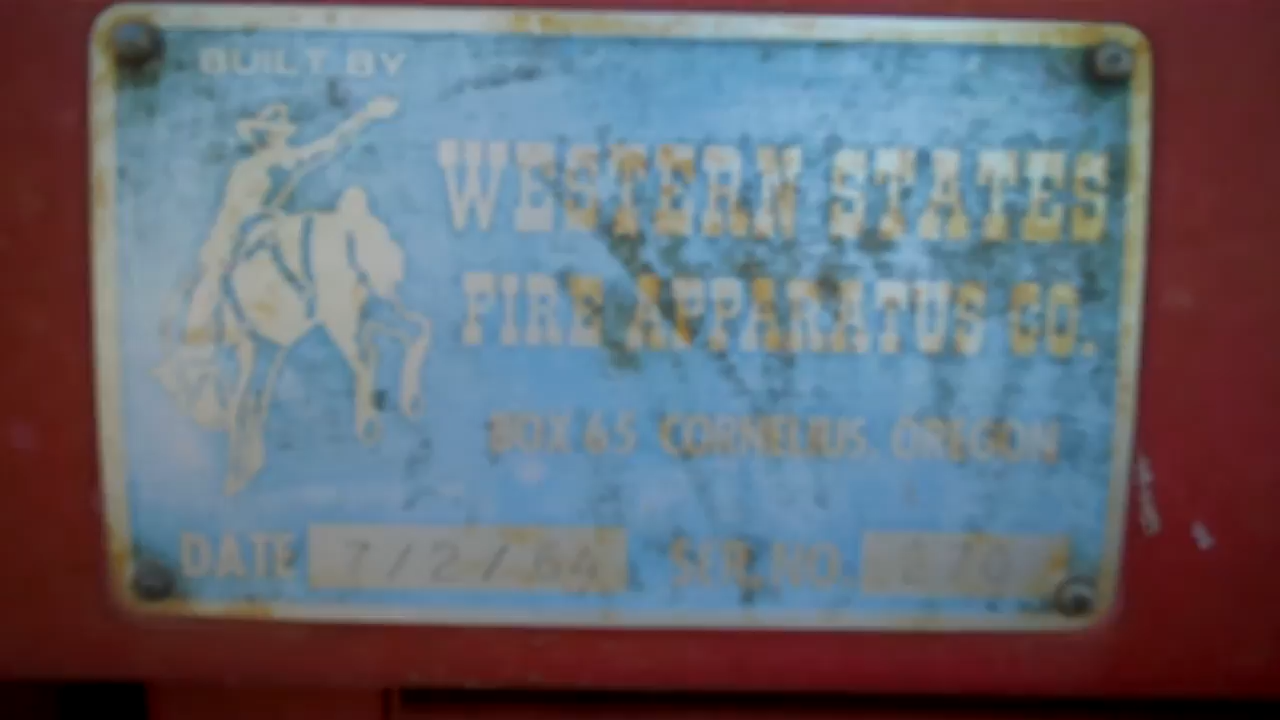 BUILT BY
WESTERN STATES
FIRE APPARATUS CO.
BOX 65 CORNELIUS, OREGON
DATE 7/2/64 SER. NO.